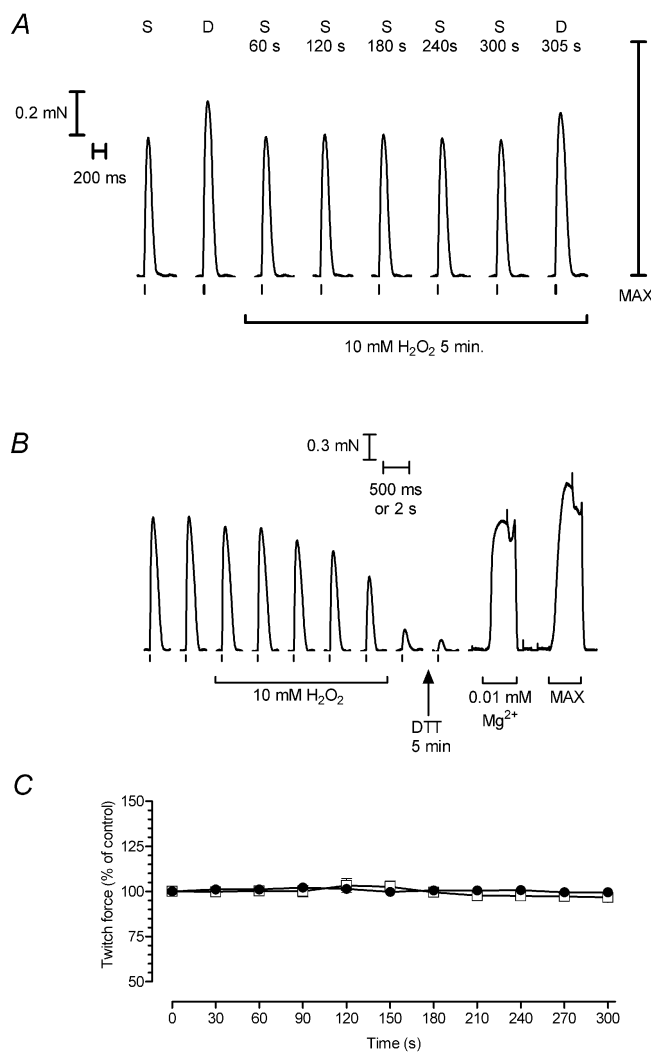 A
S D S S S S S D
60 s 120 s 180 s 240s 300 s 305 s
0.2 mN
200 ms
MAX
10 mM H₂O₂ 5 min.
B
0.3 mN
500 ms
or 2 s
10 mM H₂O₂
0.01 mM
Mg²⁺
MAX
DTT
5 min
C
Twitch force (% of control)
150
125
100
75
50
0 30 60 90 120 150 180 210 240 270 300
Time (s)